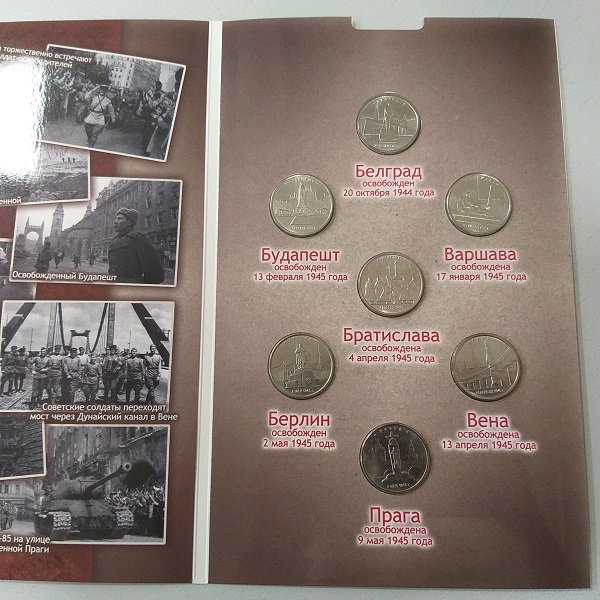 торжественно встречают
солдат-освободителей
Освобожденный Будапешт
Советские солдаты переходят
мост через Дунайский канал в Вене
-85 на улице
Праги
Белград
освобожден
20 октября 1944 года
Будапешт
освобожден
13 февраля 1945 года
Варшава
освобождена
17 января 1945 года
Братислава
освобождена
4 апреля 1945 года
Берлин
освобожден
2 мая 1945 года
Вена
освобождена
13 апреля 1945 года
Прага
освобождена
9 мая 1945 года